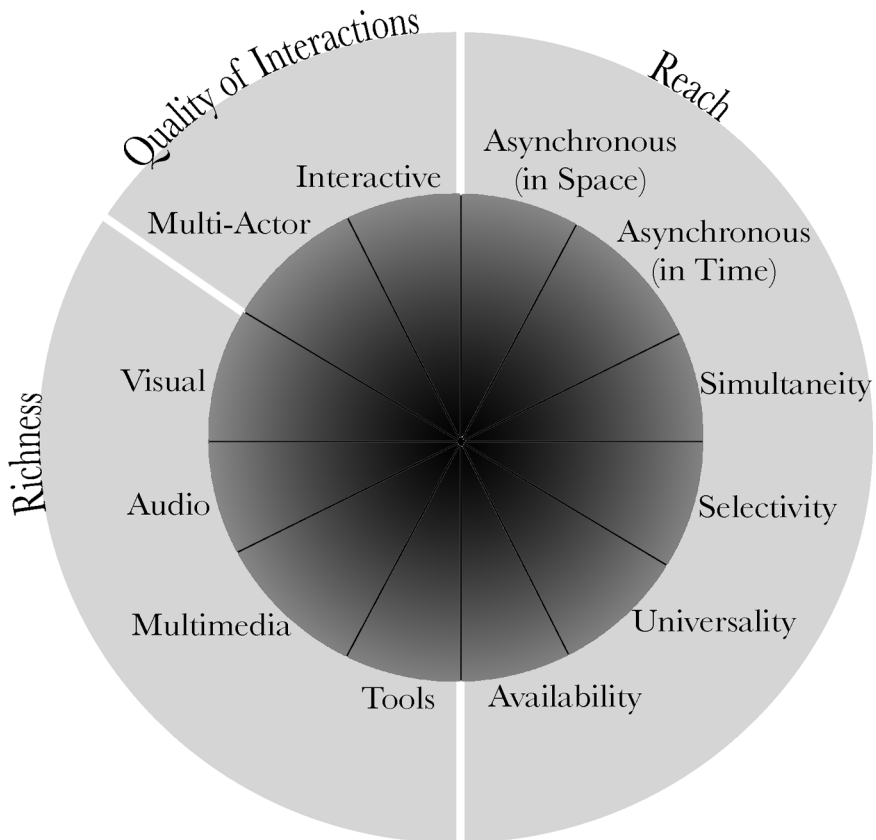 Quality of Interactions
Reach
Asynchronous
(in Space)
Interactive
Multi-Actor
Asynchronous
(in Time)
Visual
Simultaneity
Richness
Audio
Selectivity
Multimedia
Universality
Tools
Availability